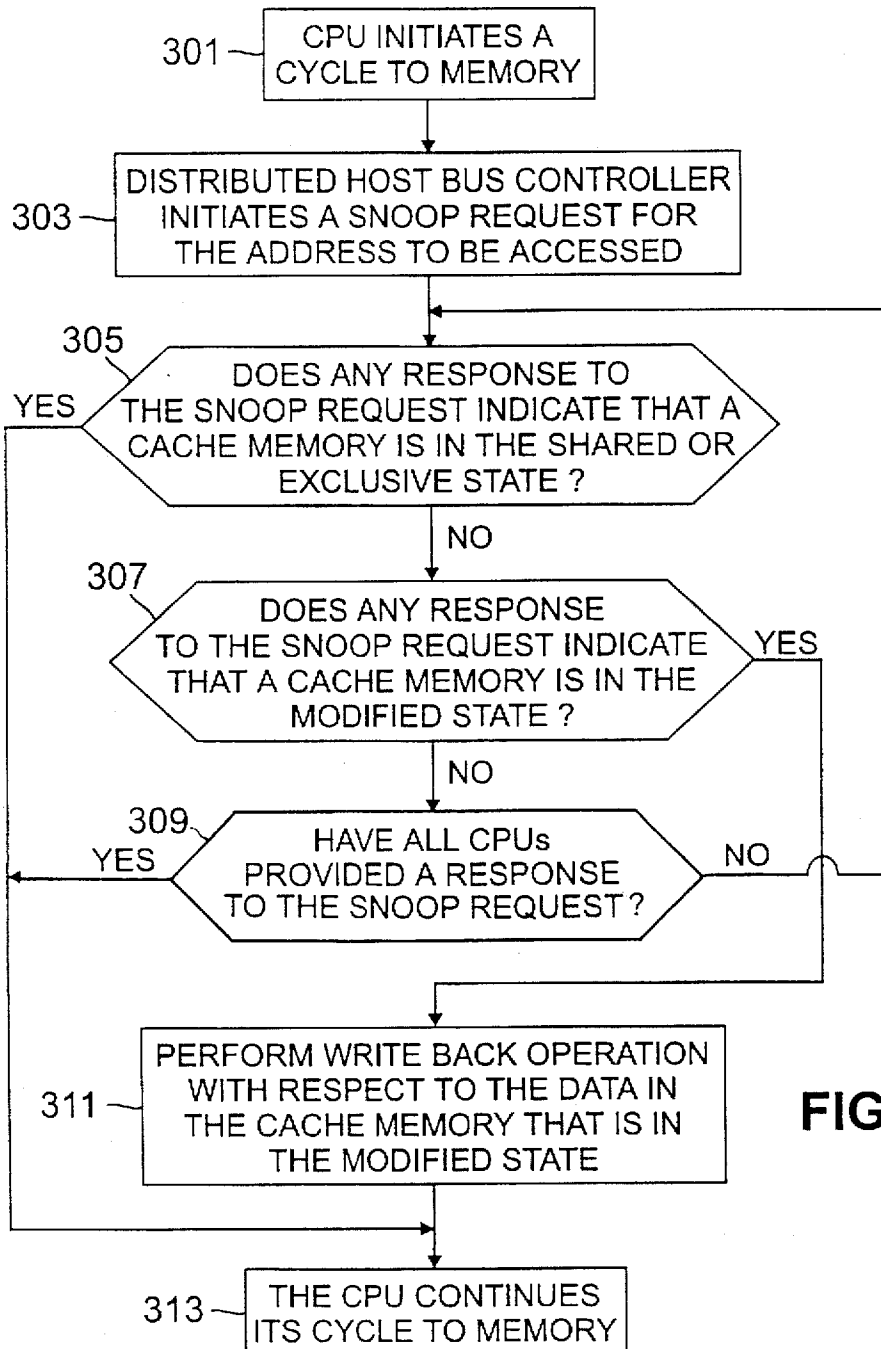 301
CPU INITIATES A
CYCLE TO MEMORY
303
DISTRIBUTED HOST BUS CONTROLLER
INITIATES A SNOOP REQUEST FOR
THE ADDRESS TO BE ACCESSED
305
YES
DOES ANY RESPONSE TO
THE SNOOP REQUEST INDICATE THAT A
CACHE MEMORY IS IN THE SHARED OR
EXCLUSIVE STATE ?
NO
307
DOES ANY RESPONSE
TO THE SNOOP REQUEST INDICATE
THAT A CACHE MEMORY IS IN THE
MODIFIED STATE ?
YES
NO
309
YES
HAVE ALL CPUs
PROVIDED A RESPONSE
TO THE SNOOP REQUEST ?
NO
311
PERFORM WRITE BACK OPERATION
WITH RESPECT TO THE DATA IN
THE CACHE MEMORY THAT IS IN
THE MODIFIED STATE
FIG
313
THE CPU CONTINUES
ITS CYCLE TO MEMORY